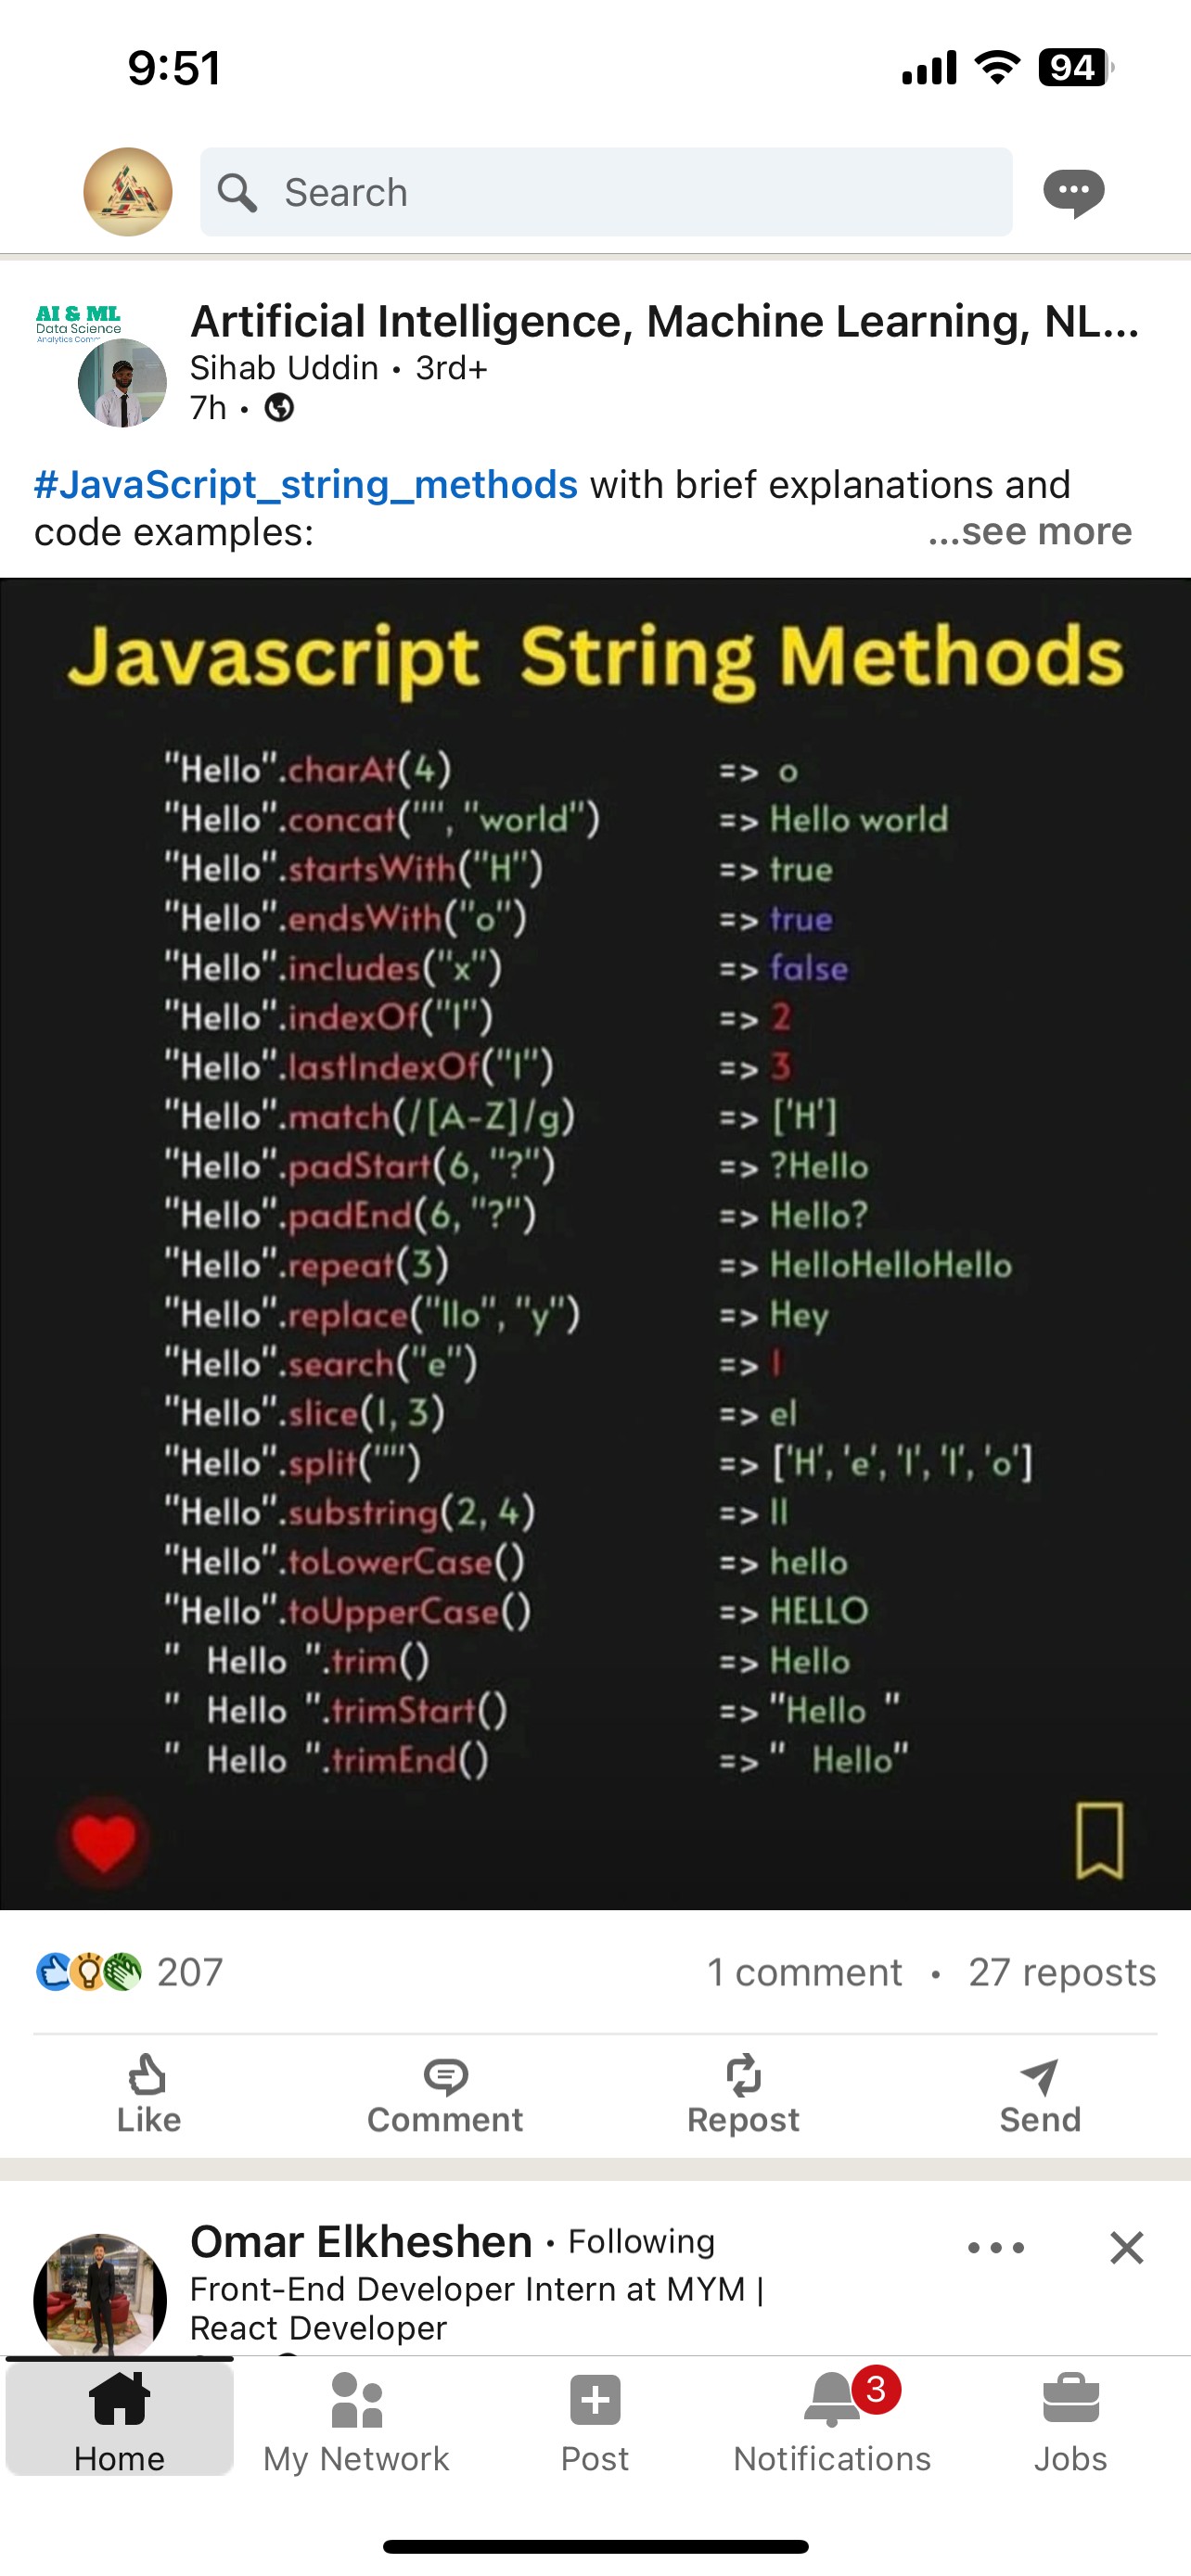 9:51
94
Search
AI & ML
Data Science
Artificial Intelligence, Machine Learning, NL...
Sihab Uddin • 3rd+
7h •
#JavaScript_string_methods with brief explanations and
code examples:
...see more
Javascript String Methods
"Hello".charAt(4) => o
"Hello".concat("", "world") => Hello world
"Hello".startsWith("H") => true
"Hello".endsWith("o") => true
"Hello".includes("x") => false
"Hello".indexOf("l") => 2
"Hello".lastIndexOf("l") => 3
"Hello".match(/[A-Z]/g) => ['H']
"Hello".padStart(6, "?") => ?Hello
"Hello".padEnd(6, "?") => Hello?
"Hello".repeat(3) => HelloHelloHello
"Hello".replace("llo", "y") => Hey
"Hello".search("e") => 1
"Hello".slice(1, 3) => el
"Hello".split("") => ['H', 'e', 'l', 'l', 'o']
"Hello".substring(2, 4) => ll
"Hello".toLowerCase() => hello
"Hello".toUpperCase() => HELLO
"  Hello ".trim() => Hello
"  Hello ".trimStart() => "Hello "
"  Hello ".trimEnd() => "  Hello"
207
1 comment • 27 reposts
Like
Comment
Repost
Send
Omar Elkheshen • Following
Front-End Developer Intern at MYM |
React Developer
3
Home
My Network
Post
Notifications
Jobs